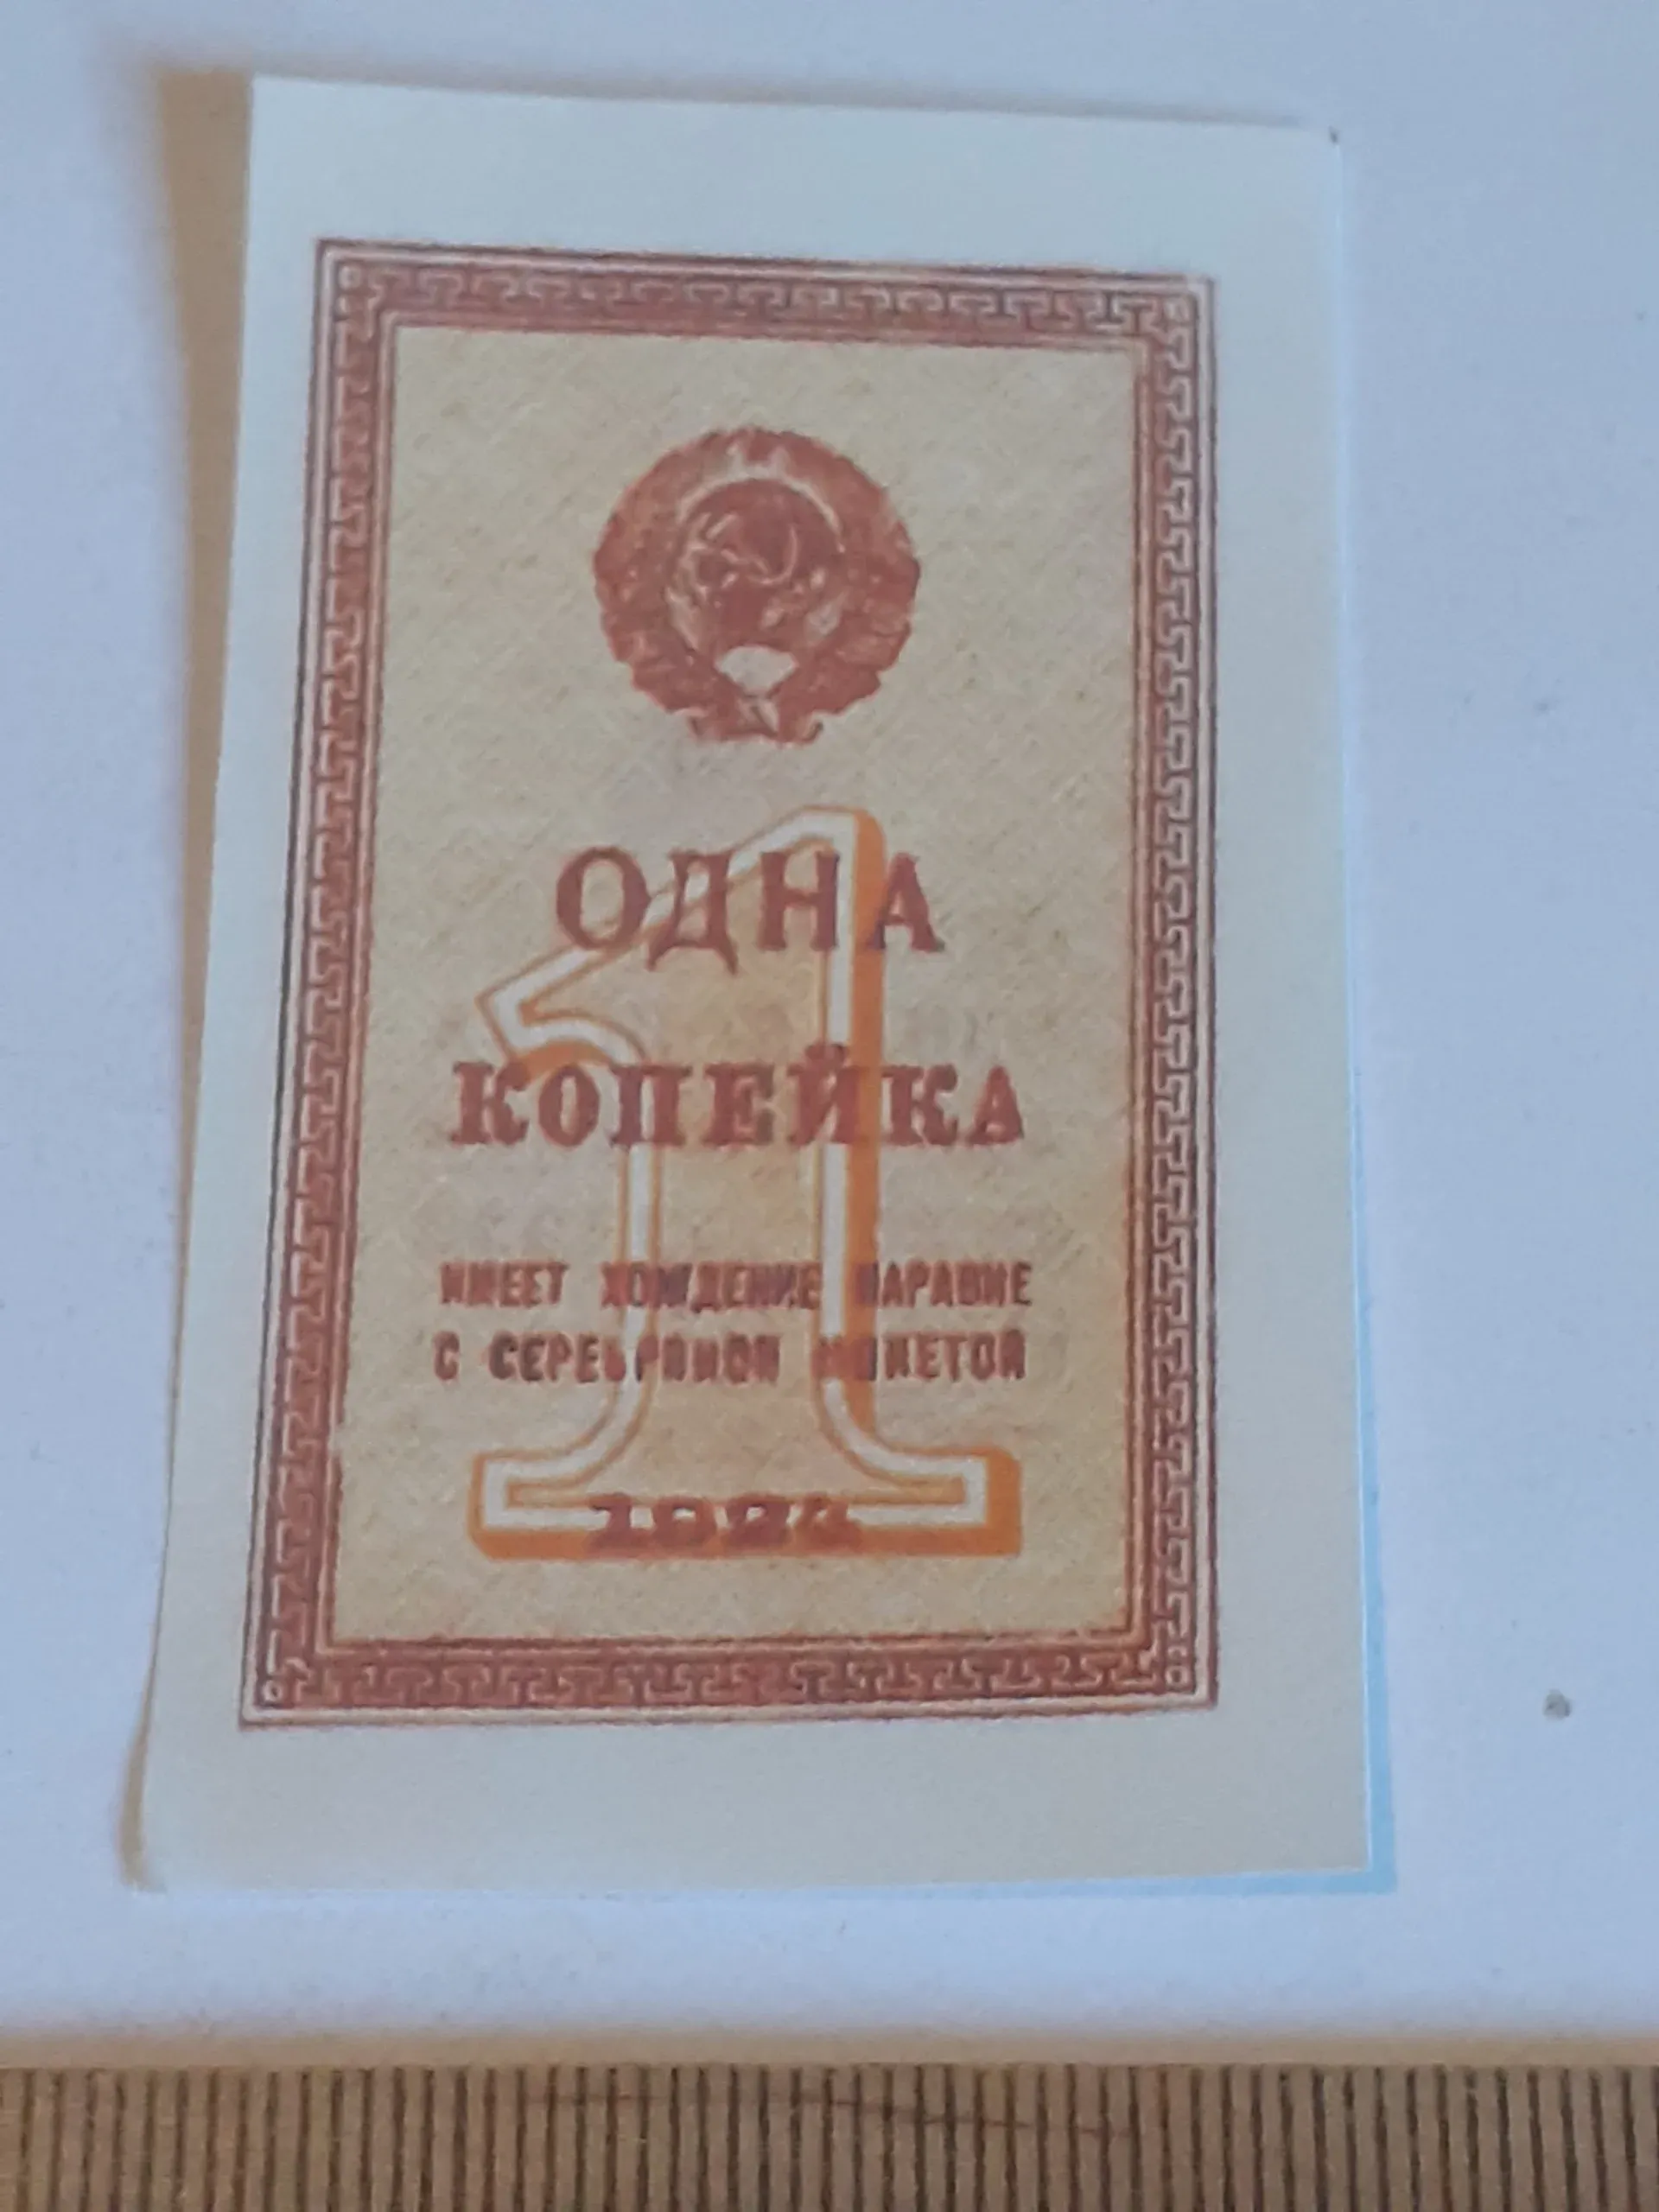 1
ОДНА
КОПЕЙКА
ИМЕЕТ ХОЖДЕНИЕ НАРАВНЕ
С СЕРЕБРЯНОЙ МОНЕТОЙ
1924